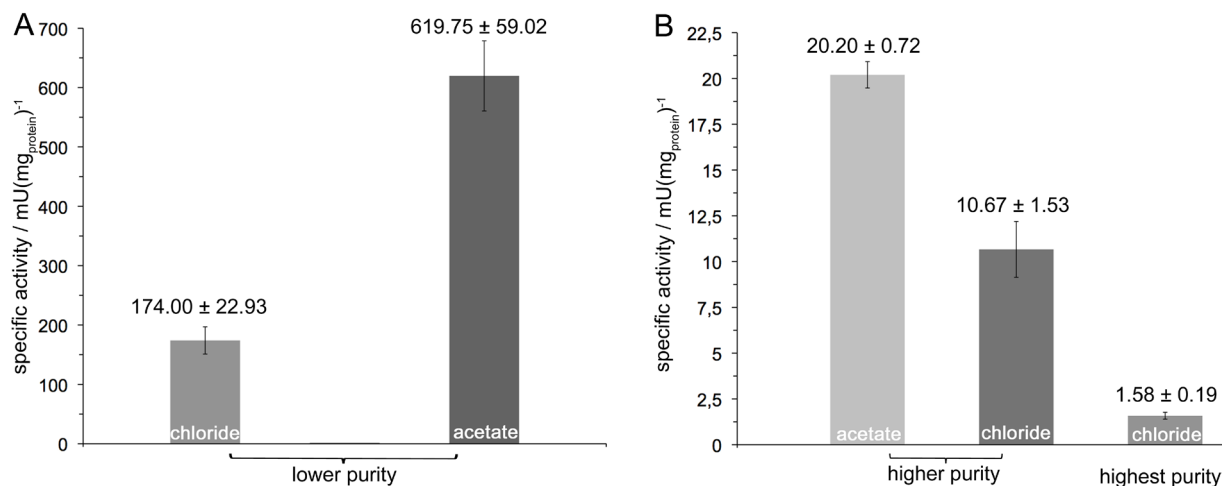 A
specific activity / mU(mgprotein)-1
700
600
500
400
300
200
100
0
619.75 ± 59.02
174.00 ± 22.93
chloride
acetate
lower purity
B
specific activity / mU(mgprotein)-1
22,5
20
17,5
15
12,5
10
7,5
5
2,5
0
20.20 ± 0.72
10.67 ± 1.53
1.58 ± 0.19
acetate
chloride
chloride
higher purity
highest purity